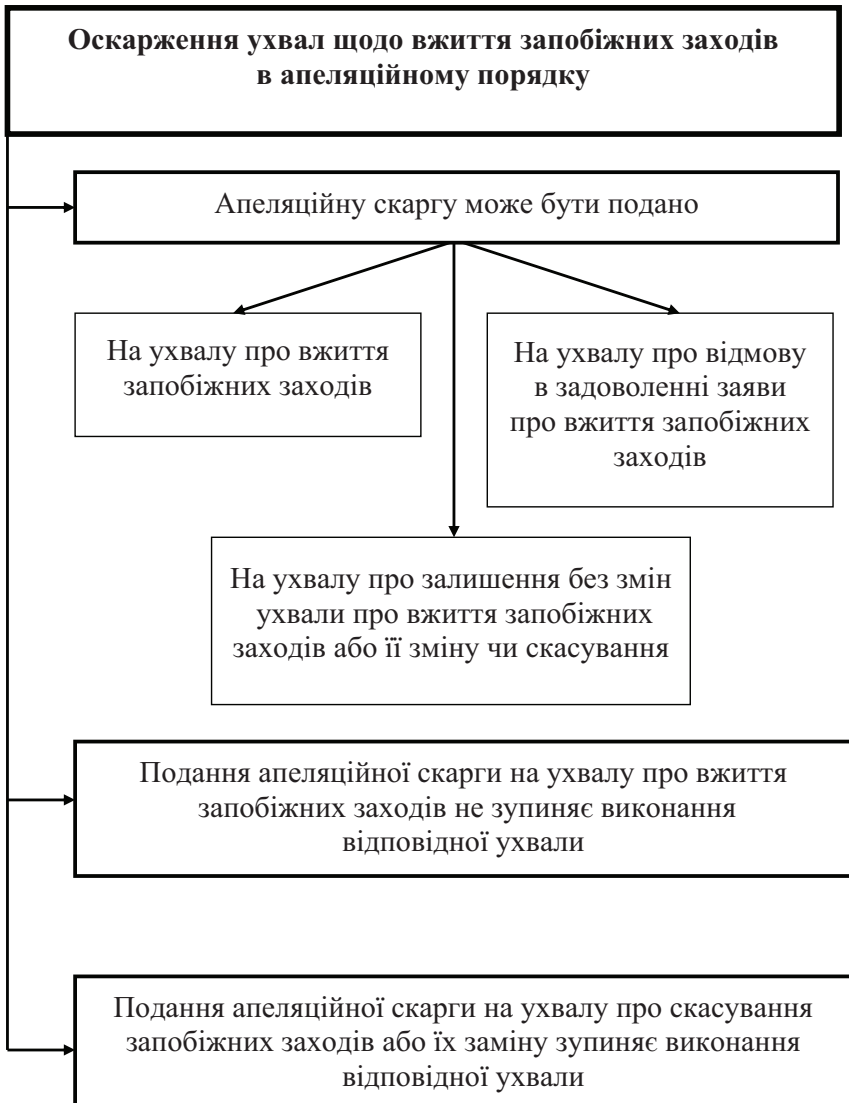 Оскарження ухвал щодо вжиття запобіжних заходів
в апеляційному порядку
Апеляційну скаргу може бути подано
На ухвалу про вжиття
запобіжних заходів
На ухвалу про відмову
в задоволенні заяви
про вжиття запобіжних
заходів
На ухвалу про залишення без змін
ухвали про вжиття запобіжних
заходів або її зміну чи скасування
Подання апеляційної скарги на ухвалу про вжиття
запобіжних заходів не зупиняє виконання
відповідної ухвали
Подання апеляційної скарги на ухвалу про скасування
запобіжних заходів або їх заміну зупиняє виконання
відповідної ухвали